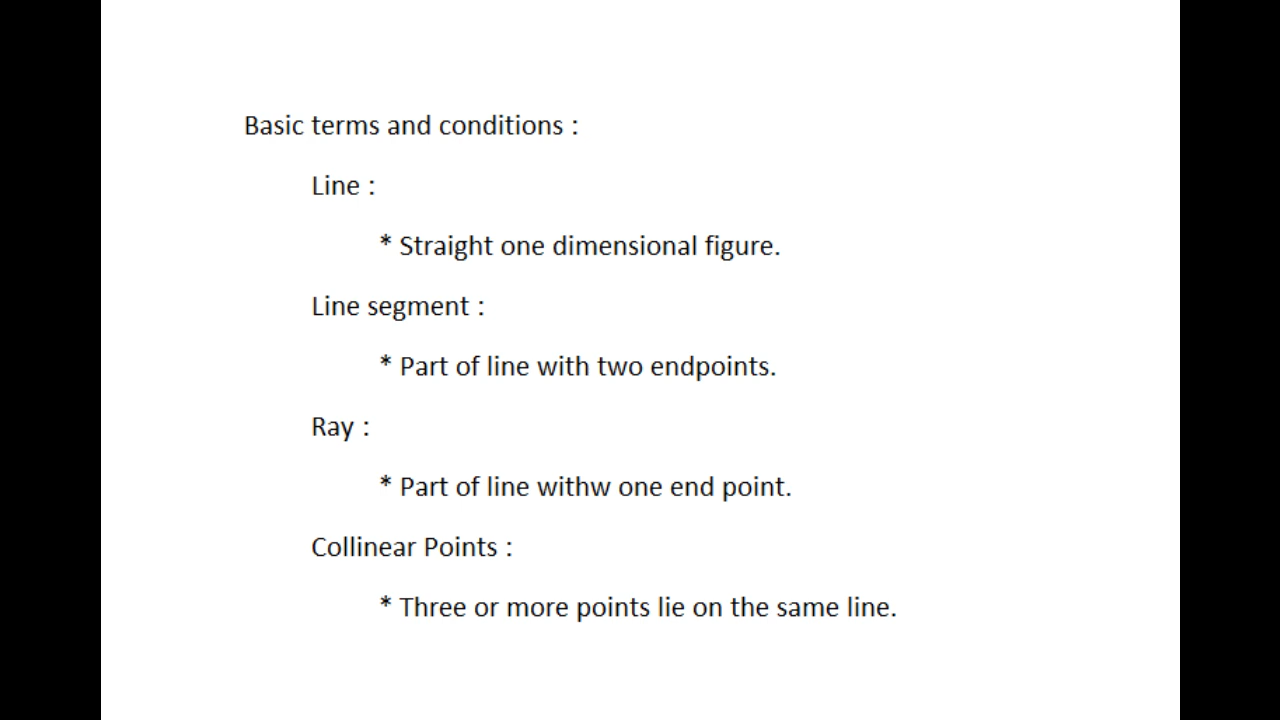 Basic terms and conditions :
Line :
* Straight one dimensional figure.
Line segment :
* Part of line with two endpoints.
Ray :
* Part of line withw one end point.
Collinear Points :
* Three or more points lie on the same line.